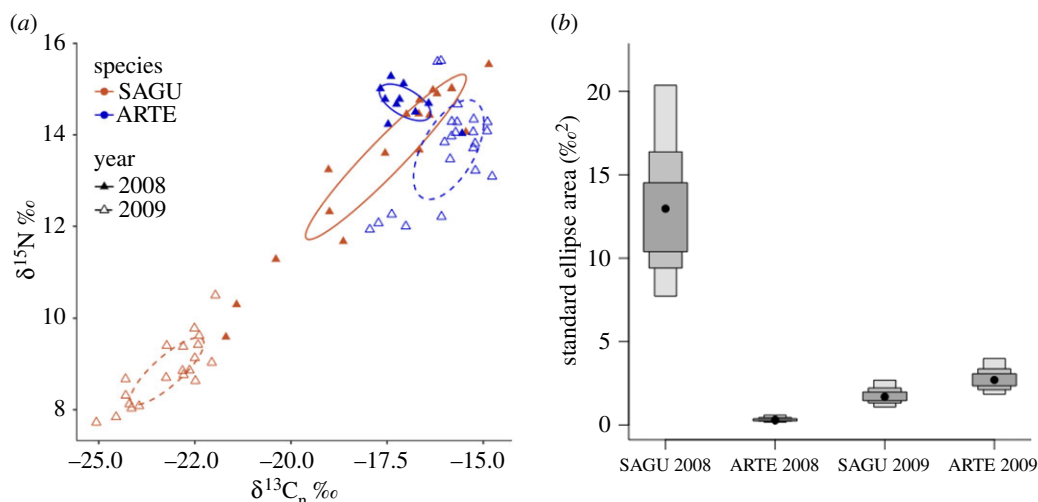 (a)
16
14
12
10
8
δ15N ‰
species
SAGU
ARTE
year
2008
2009
−25.0 −22.0 −20.0 −17.5 −15.0
δ13Cn ‰
(b)
20
15
10
5
0
standard ellipse area (‰2)
SAGU 2008 ARTE 2008 SAGU 2009 ARTE 2009